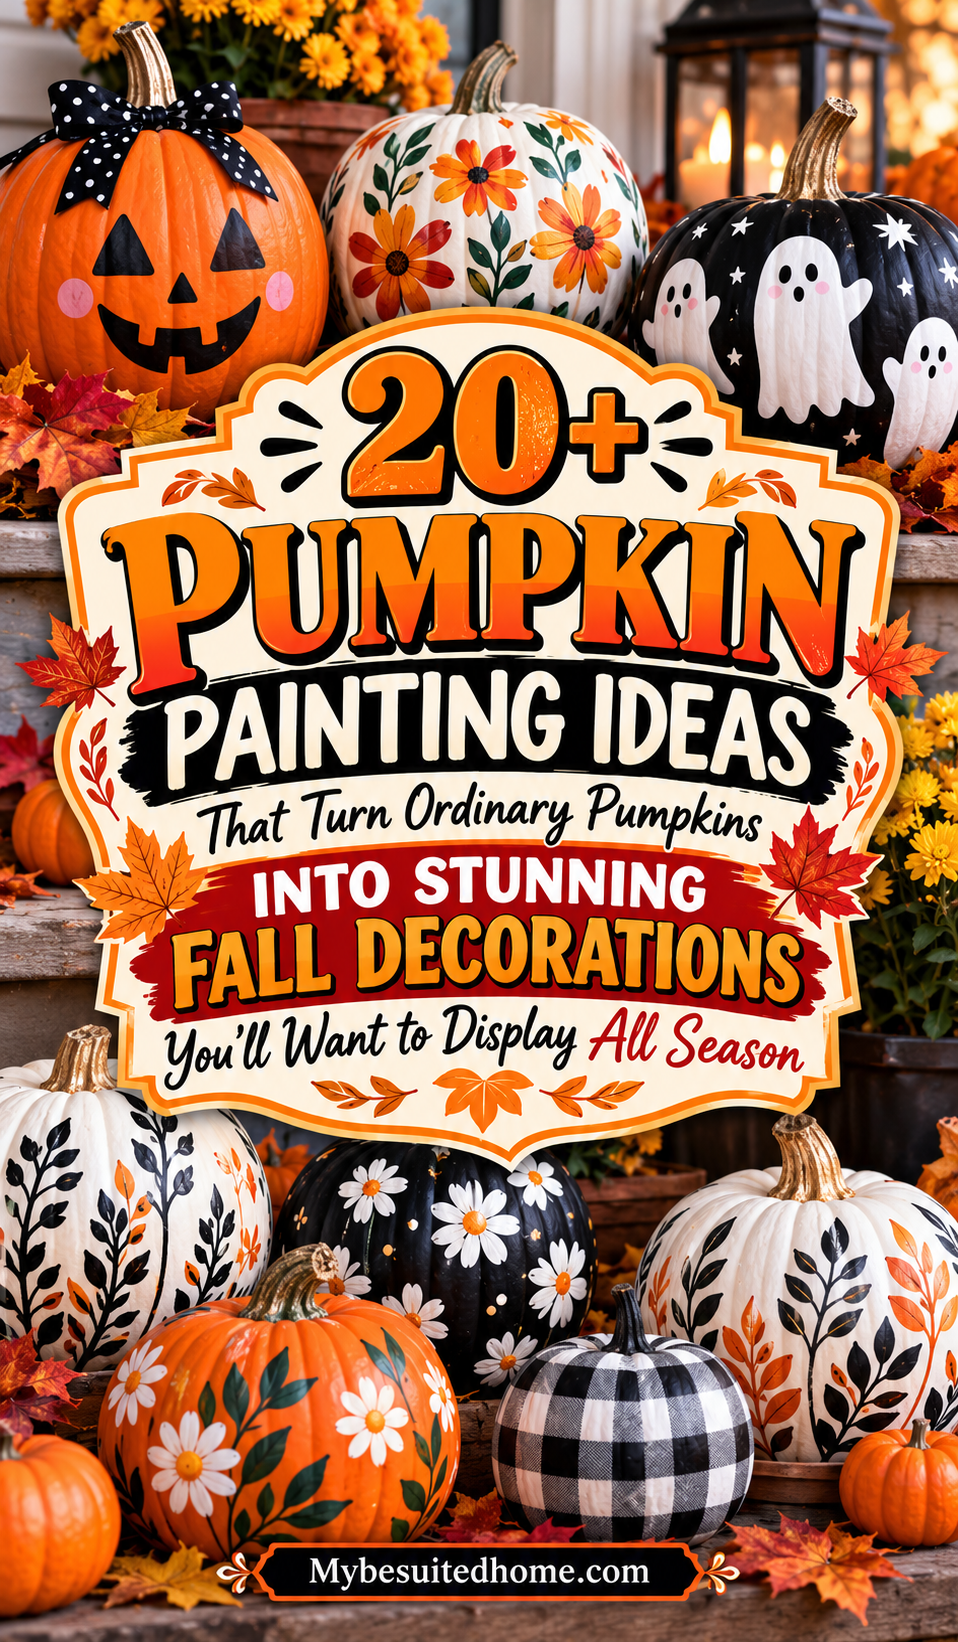 20+
PUMPKIN
PAINTING IDEAS
That Turn Ordinary Pumpkins
INTO STUNNING
FALL DECORATIONS
You'll Want to Display All Season
Mybesuitedhome.com